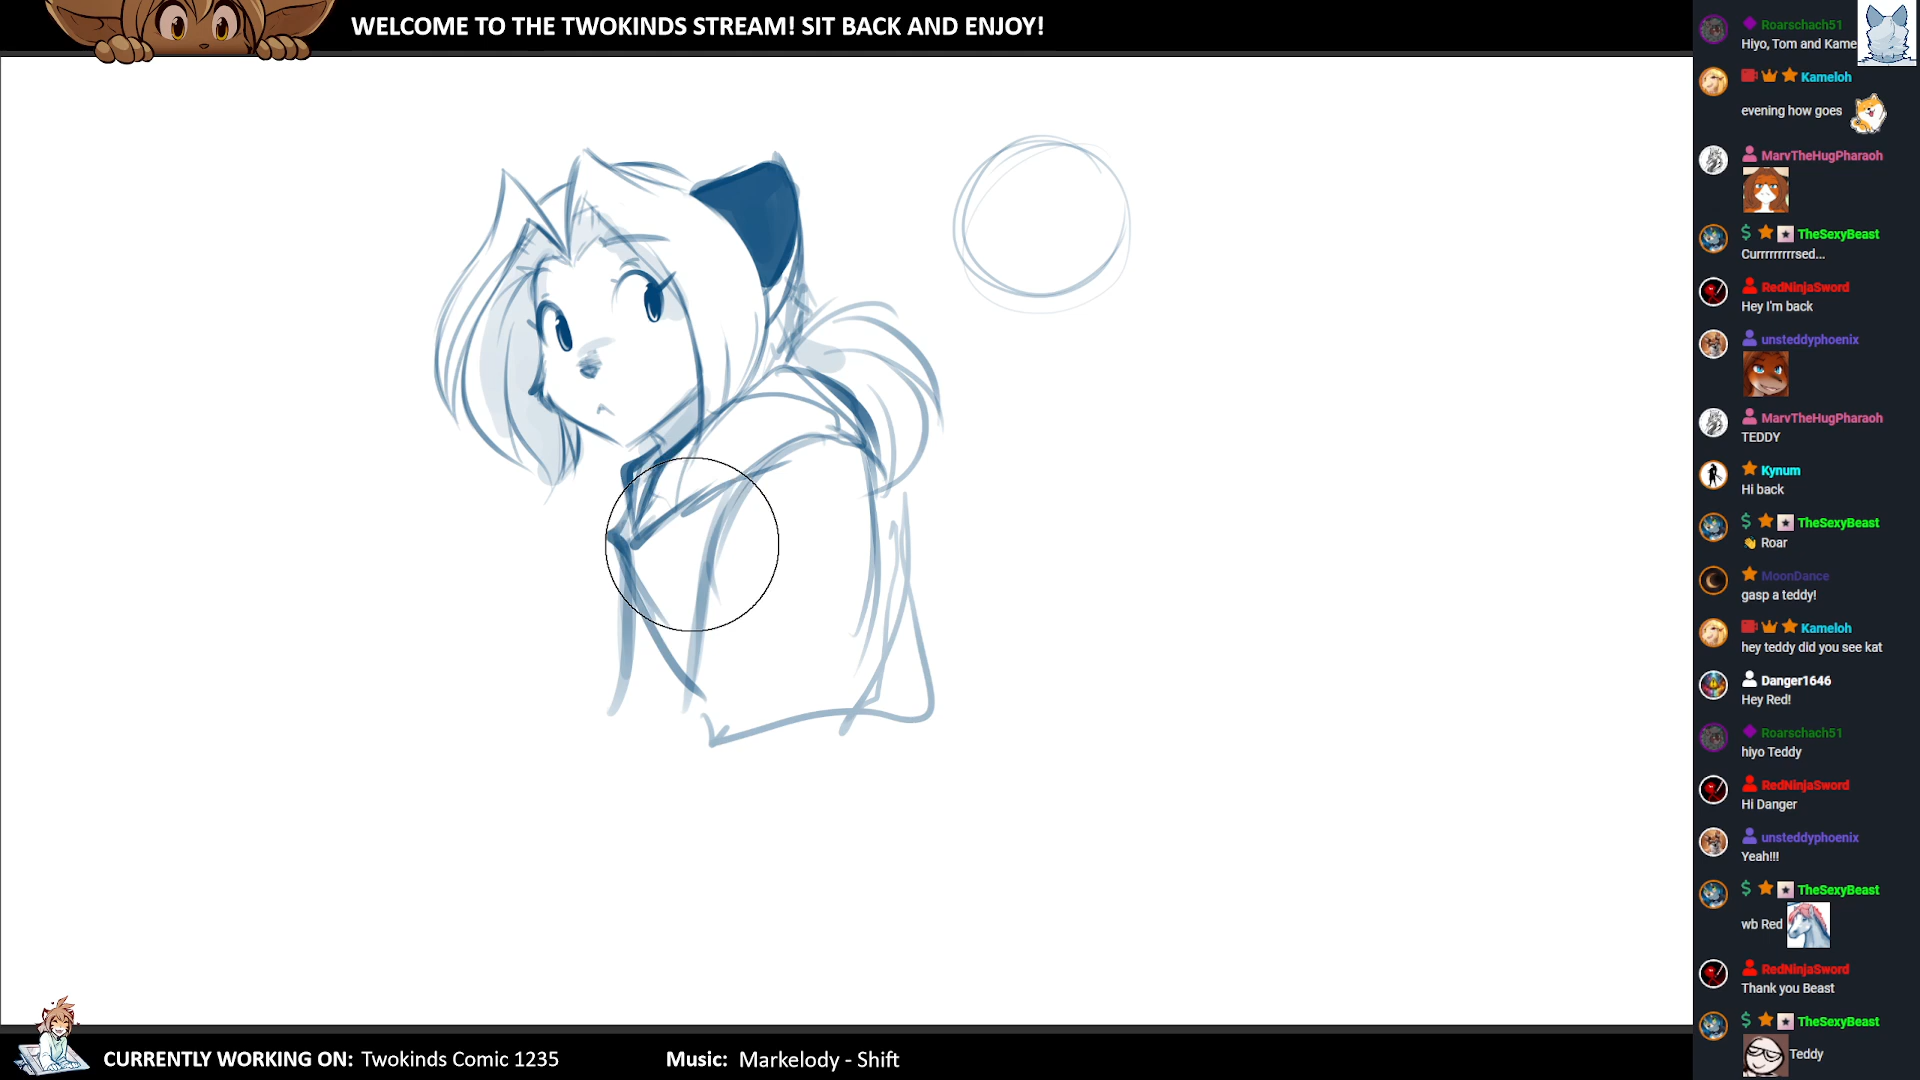 WELCOME TO THE TWOKINDS STREAM! SIT BACK AND ENJOY!
Roarschach51
Hiyo, Tom and Kame
Kameloh
evening how goes
MarvTheHugPharaoh
TheSexyBeast
Currrrrrrrsed...
RedNinjaSword
Hey I'm back
unsteddyphoenix
MarvTheHugPharaoh
TEDDY
Kynum
Hi back
TheSexyBeast
👋 Roar
MoonDance
gasp a teddy!
Kameloh
hey teddy did you see kat
Danger1646
Hey Red!
Roarschach51
hiyo Teddy
RedNinjaSword
Hi Danger
unsteddyphoenix
Yeah!!!
TheSexyBeast
wb Red
RedNinjaSword
Thank you Beast
TheSexyBeast
Teddy
CURRENTLY WORKING ON: Twokinds Comic 1235
Music: Markelody - Shift